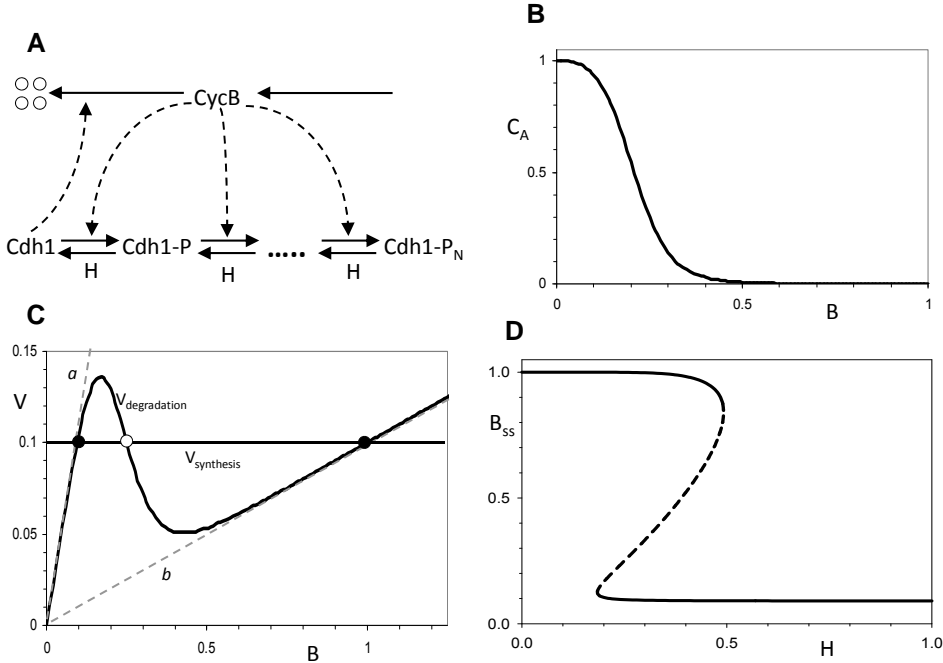 A
CycB
Cdh1
Cdh1-P
.....
Cdh1-P_N
H
H
H
B
1
C_A
0.5
0
0
0.5
B
1
C
0.15
V
a
V_degradation
0.1
V_synthesis
0.05
b
0
0
0.5
B
1
D
1.0
B_ss
0.5
0.0
0.0
0.5
H
1.0